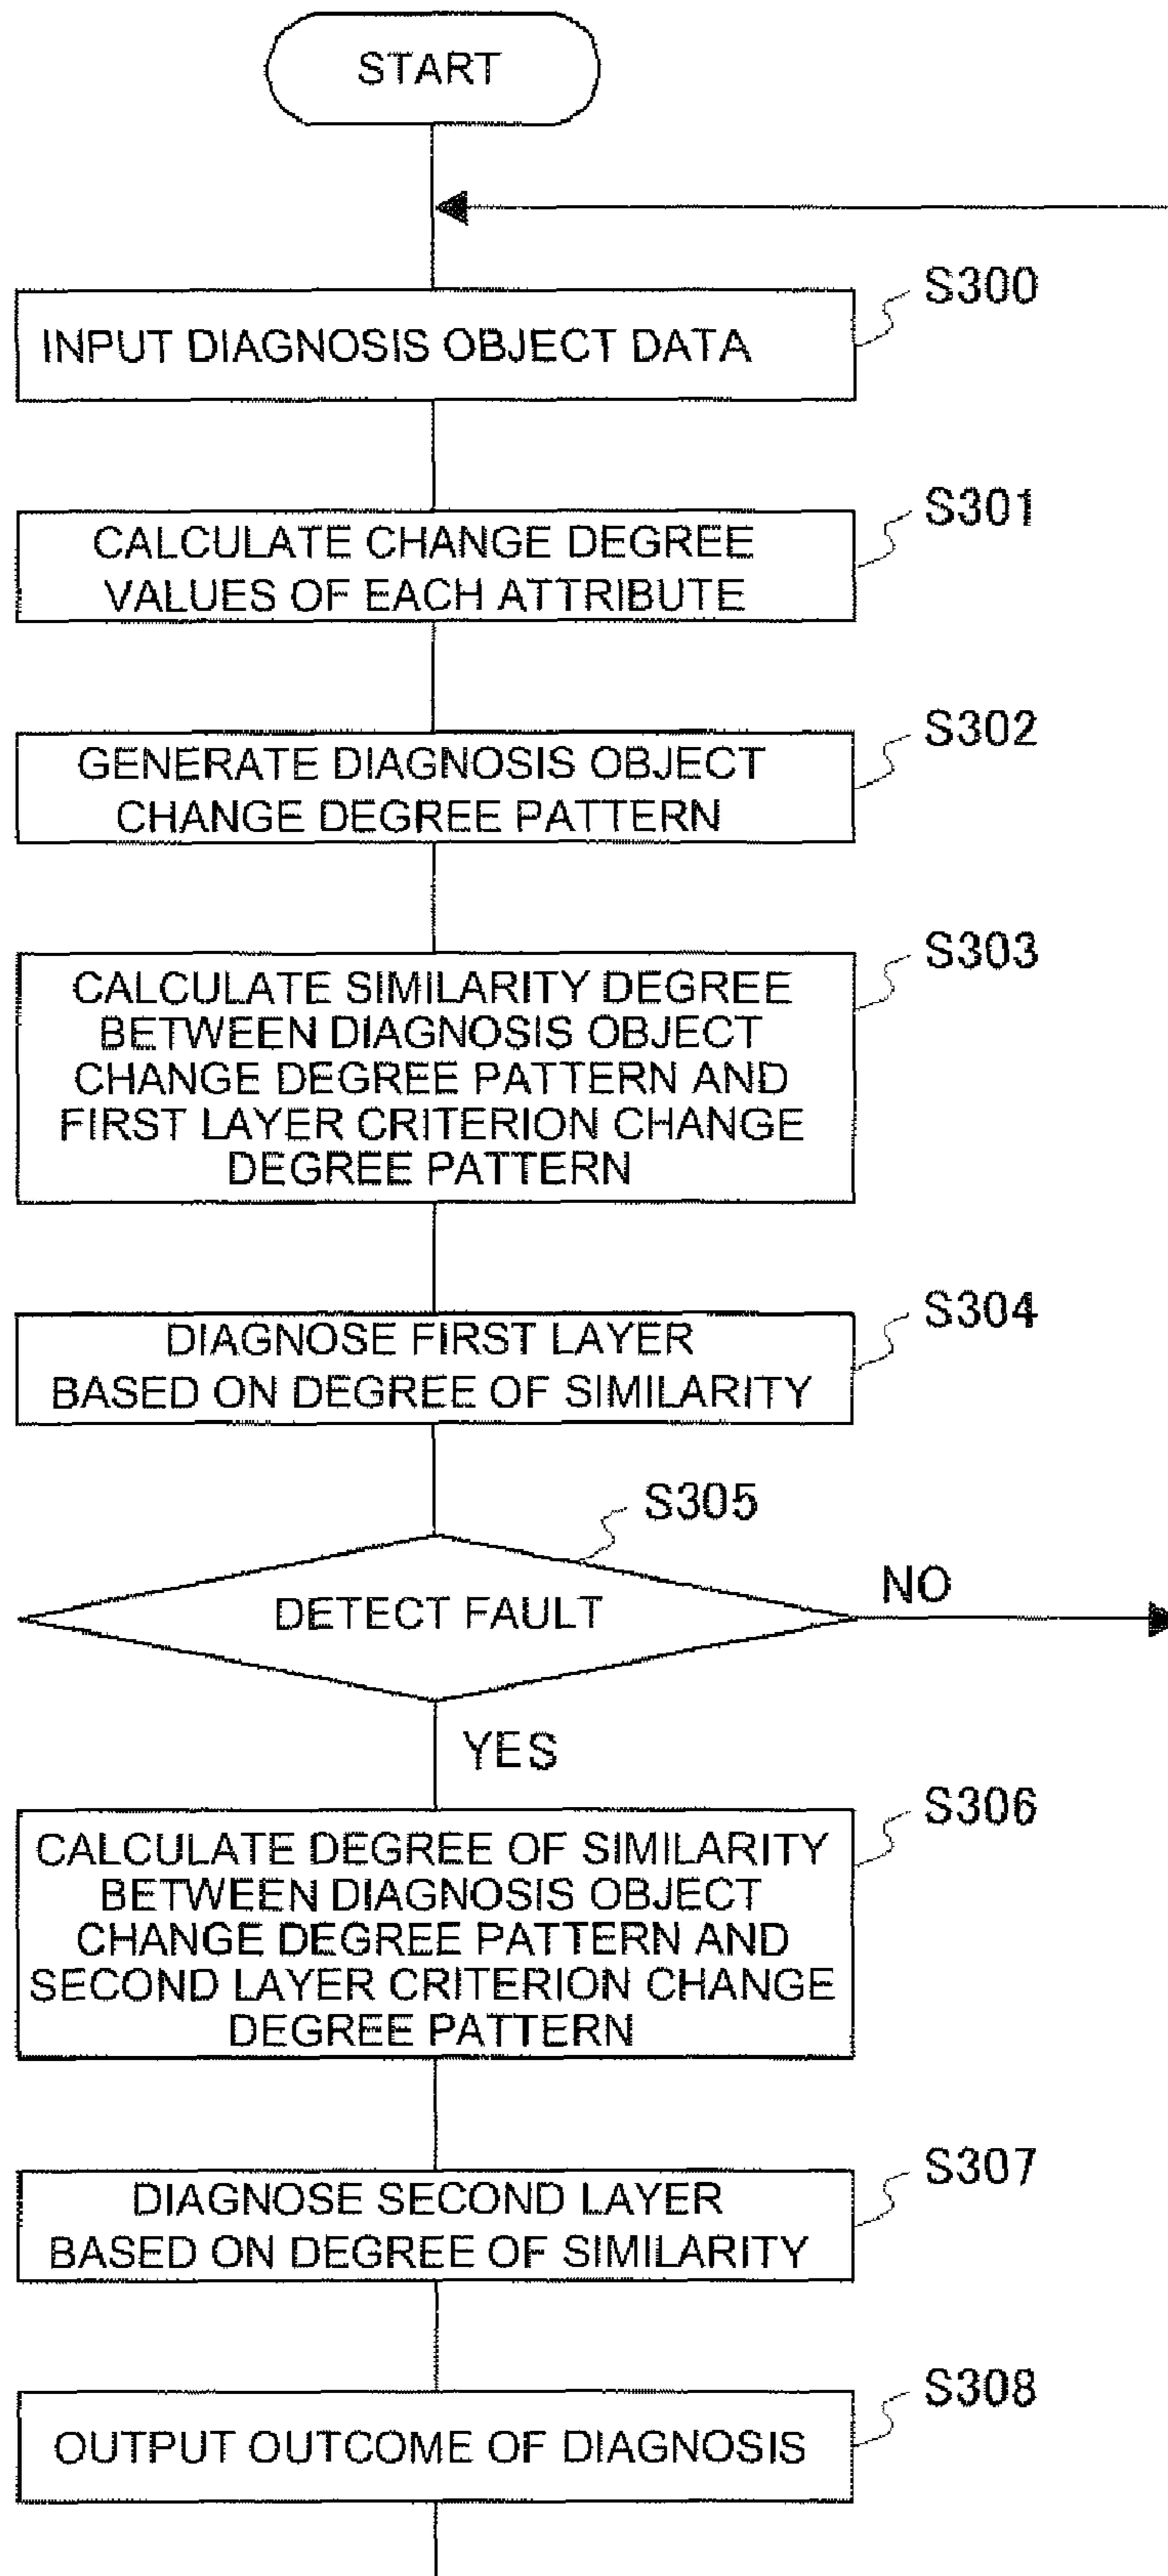 START
S300
INPUT DIAGNOSIS OBJECT DATA
S301
CALCULATE CHANGE DEGREE
VALUES OF EACH ATTRIBUTE
S302
GENERATE DIAGNOSIS OBJECT
CHANGE DEGREE PATTERN
S303
CALCULATE SIMILARITY DEGREE
BETWEEN DIAGNOSIS OBJECT
CHANGE DEGREE PATTERN AND
FIRST LAYER CRITERION CHANGE
DEGREE PATTERN
S304
DIAGNOSE FIRST LAYER
BASED ON DEGREE OF SIMILARITY
S305
DETECT FAULT
NO
YES
S306
CALCULATE DEGREE OF SIMILARITY
BETWEEN DIAGNOSIS OBJECT
CHANGE DEGREE PATTERN AND
SECOND LAYER CRITERION CHANGE
DEGREE PATTERN
S307
DIAGNOSE SECOND LAYER
BASED ON DEGREE OF SIMILARITY
S308
OUTPUT OUTCOME OF DIAGNOSIS